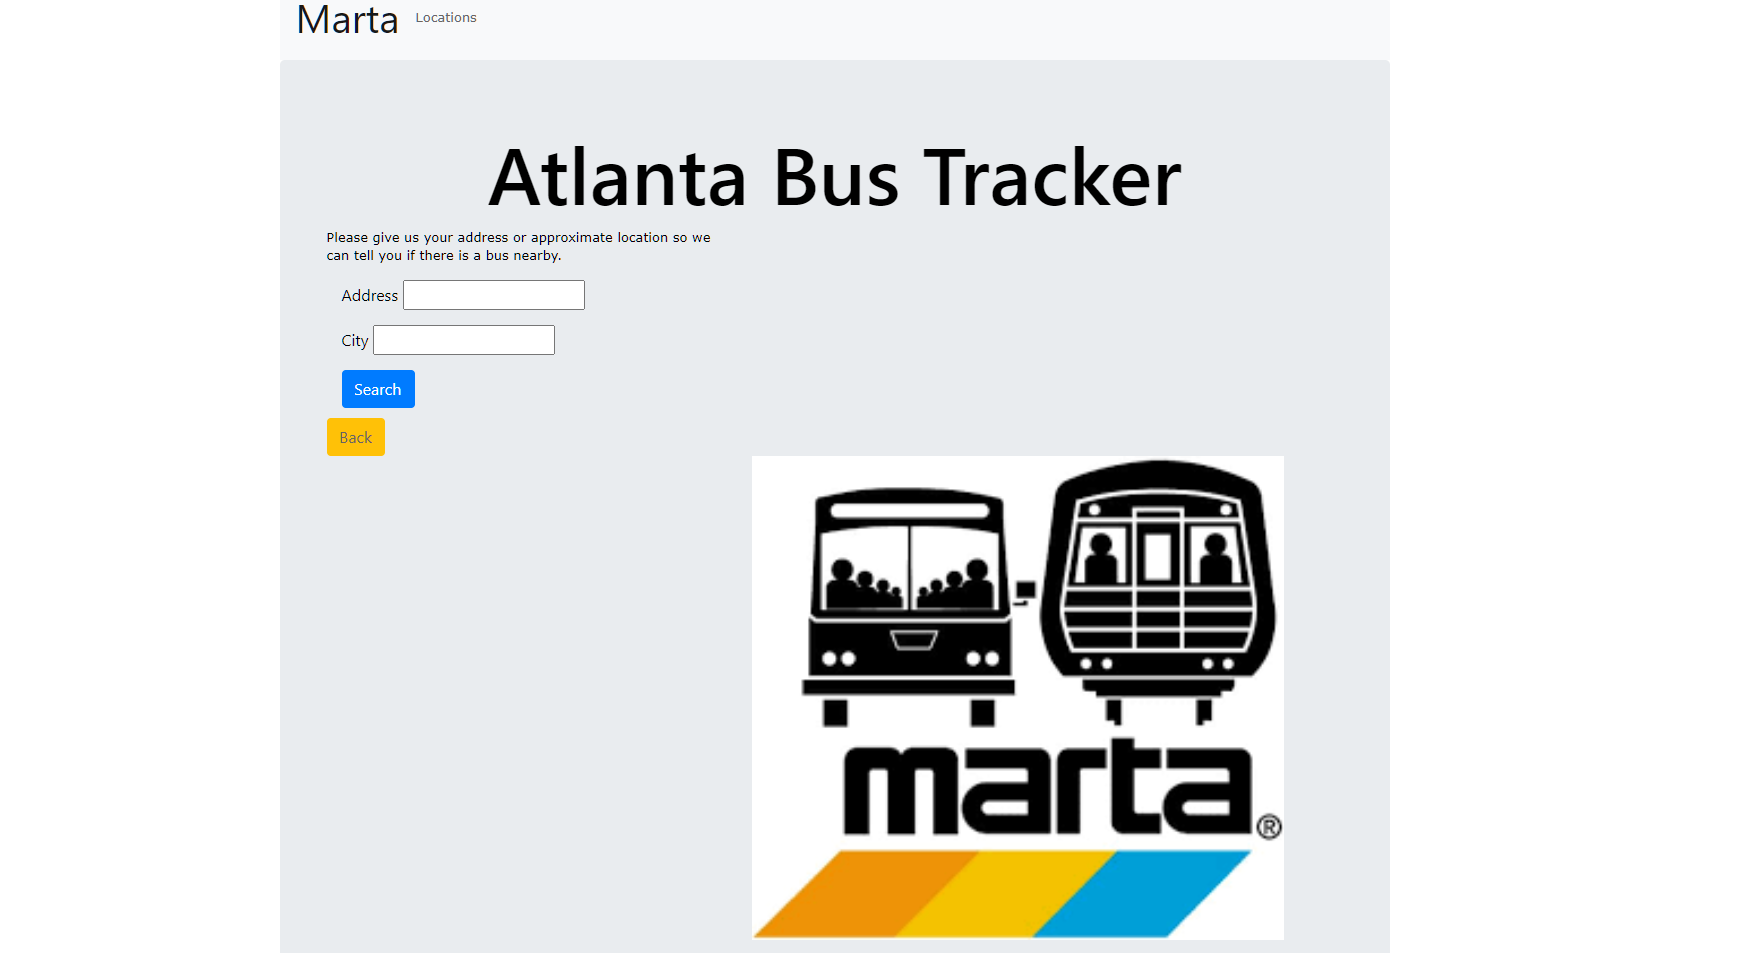 Marta Locations
Atlanta Bus Tracker
Please give us your address or approximate location so we
can tell you if there is a bus nearby.
Address
City
Search
Back
marta®